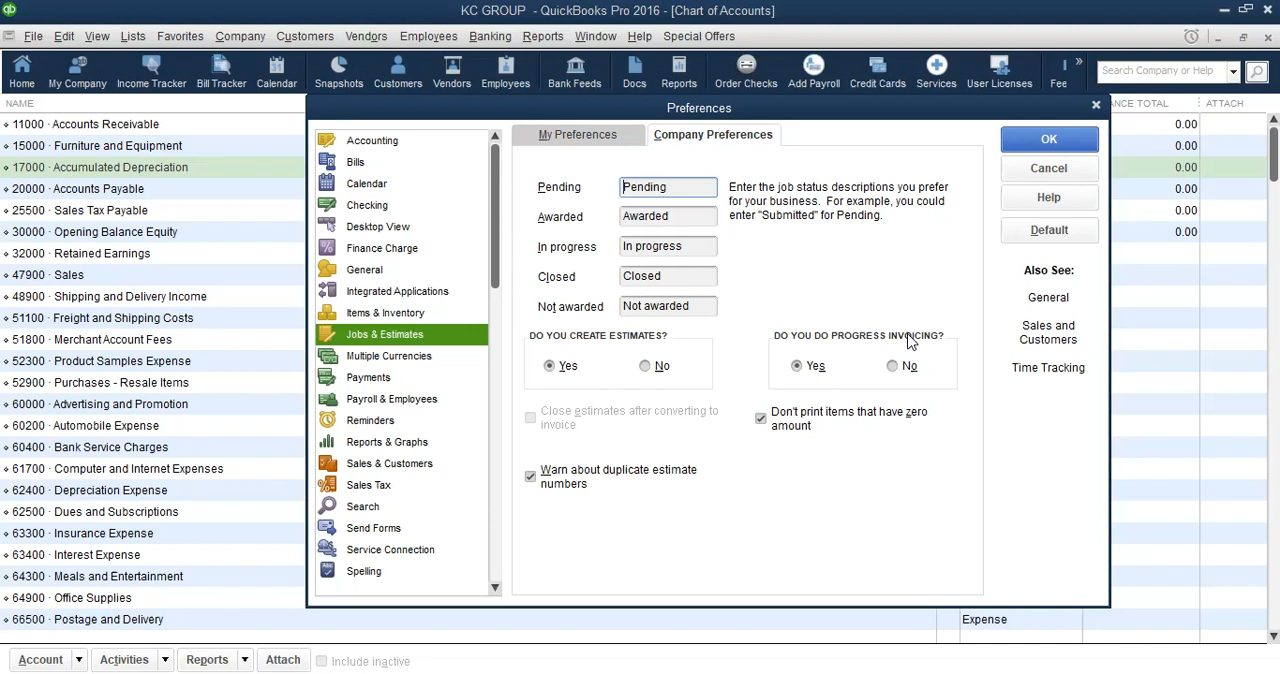 KC GROUP - QuickBooks Pro 2016 - [Chart of Accounts]
File Edit View Lists Favorites Company Customers Vendors Employees Banking Reports Window Help Special Offers
Home My Company Income Tracker Bill Tracker Calendar Snapshots Customers Vendors Employees Bank Feeds Docs Reports Order Checks Add Payroll Credit Cards Services User Licenses Fee » Search Company or Help
NAME
ANCE TOTAL ATTACH
11000 · Accounts Receivable 0.00
15000 · Furniture and Equipment 0.00
17000 · Accumulated Depreciation 0.00
20000 · Accounts Payable 0.00
25500 · Sales Tax Payable 0.00
30000 · Opening Balance Equity 0.00
32000 · Retained Earnings
47900 · Sales
48900 · Shipping and Delivery Income
51100 · Freight and Shipping Costs
51800 · Merchant Account Fees
52300 · Product Samples Expense
52900 · Purchases - Resale Items
60000 · Advertising and Promotion
60200 · Automobile Expense
60400 · Bank Service Charges
61700 · Computer and Internet Expenses
62400 · Depreciation Expense
62500 · Dues and Subscriptions
63300 · Insurance Expense
63400 · Interest Expense
64300 · Meals and Entertainment
64900 · Office Supplies
66500 · Postage and Delivery Expense
Preferences
Accounting
Bills
Calendar
Checking
Desktop View
Finance Charge
General
Integrated Applications
Items & Inventory
Jobs & Estimates
Multiple Currencies
Payments
Payroll & Employees
Reminders
Reports & Graphs
Sales & Customers
Sales Tax
Search
Send Forms
Service Connection
Spelling
My Preferences Company Preferences
Pending Pending
Awarded Awarded
In progress In progress
Closed Closed
Not awarded Not awarded
Enter the job status descriptions you prefer
for your business. For example, you could
enter "Submitted" for Pending.
DO YOU CREATE ESTIMATES?
Yes No
DO YOU DO PROGRESS INVOICING?
Yes No
Close estimates after converting to
invoice
Don't print items that have zero
amount
Warn about duplicate estimate
numbers
OK
Cancel
Help
Default
Also See:
General
Sales and
Customers
Time Tracking
Account Activities Reports Attach Include inactive